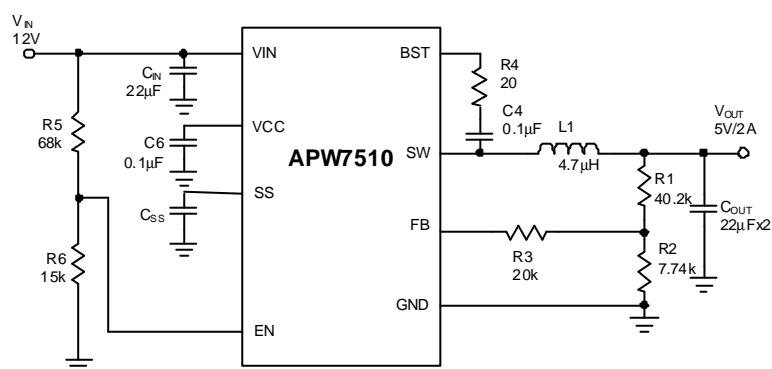 VIN
12V
VIN
BST
CIN
22µF
R4
20
R5
68k
C4
0.1µF
L1
4.7µH
VOUT
5V/2A
VCC
C6
0.1µF
APW7510
SW
SS
CSS
R1
40.2k
COUT
22µFx2
FB
R3
20k
R2
7.74k
R6
15k
GND
EN